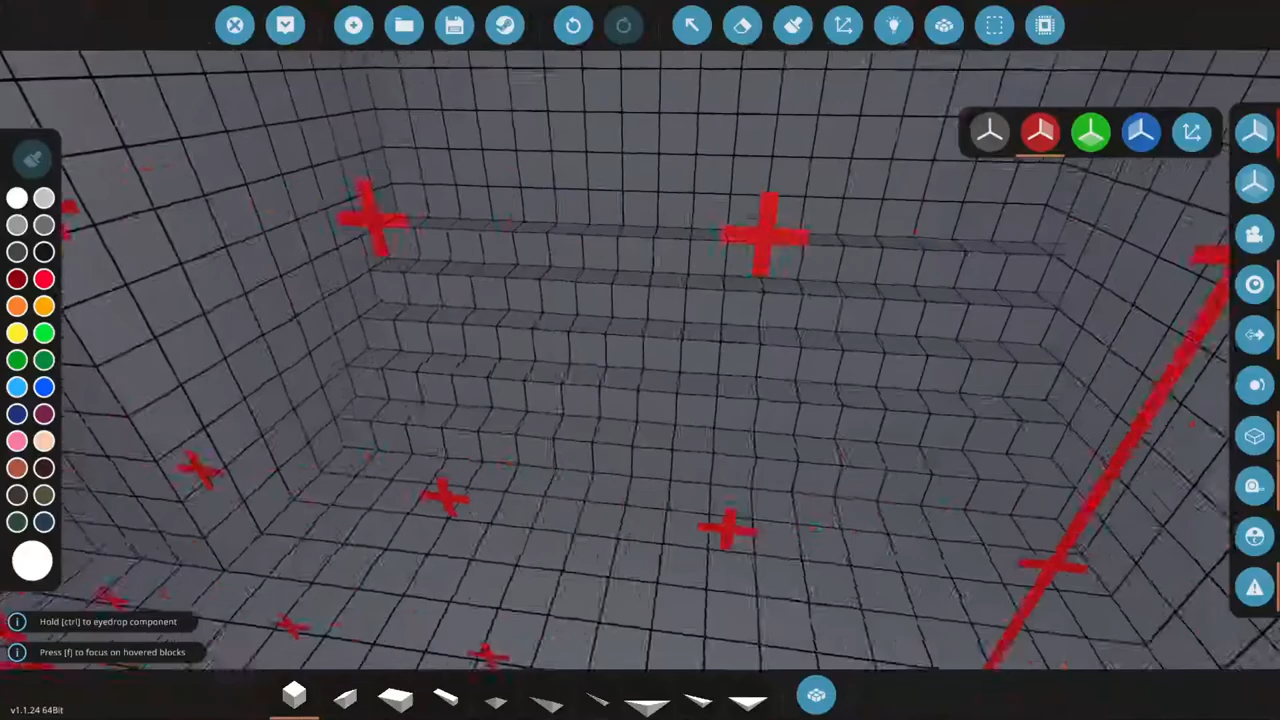 Hold [ctrl] to eyedrop component
Press [f] to focus on hovered blocks
v1.1.24 64Bit